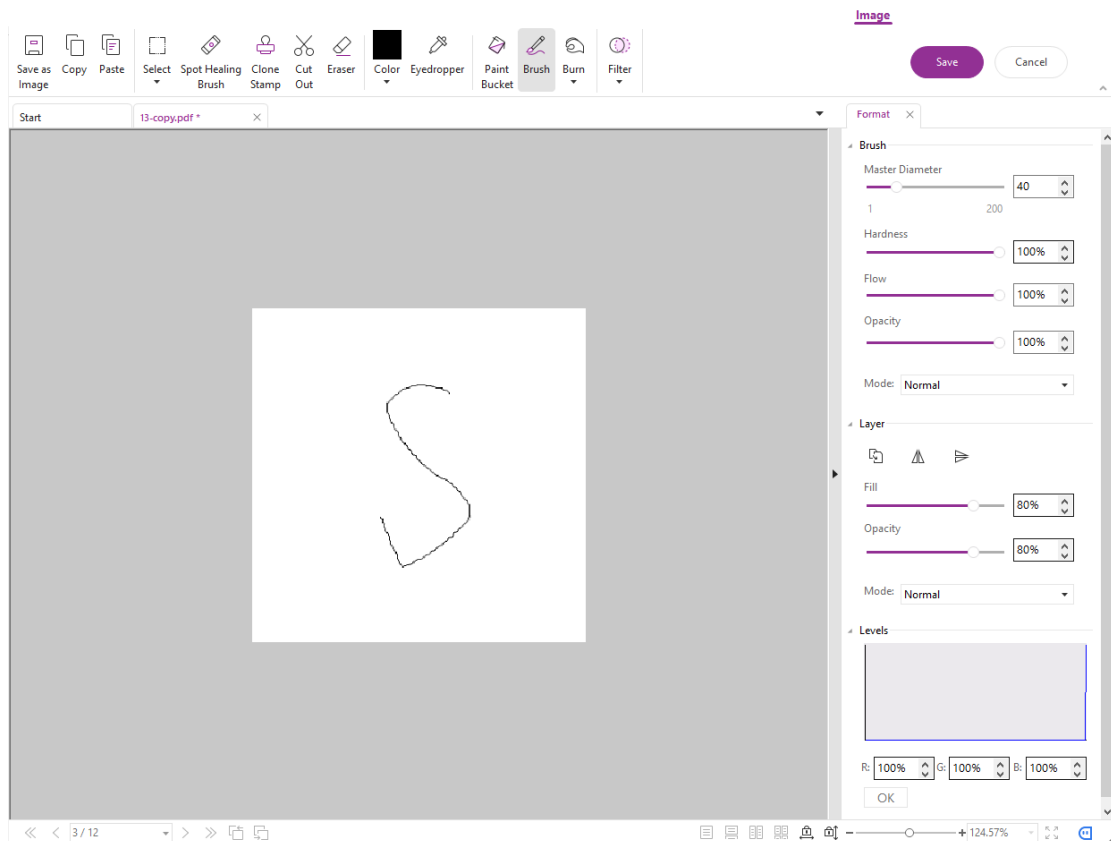 Image
Save as Image
Copy
Paste
Select
Spot Healing Brush
Clone Stamp
Cut Out
Eraser
Color
Eyedropper
Paint Bucket
Brush
Burn
Filter
Save
Cancel
Start
13-copy.pdf *
Format
Brush
Master Diameter
40
1 200
Hardness
100%
Flow
100%
Opacity
100%
Mode: Normal
Layer
Fill
80%
Opacity
80%
Mode: Normal
Levels
R: 100% G: 100% B: 100%
OK
S
3 / 12
124.57%